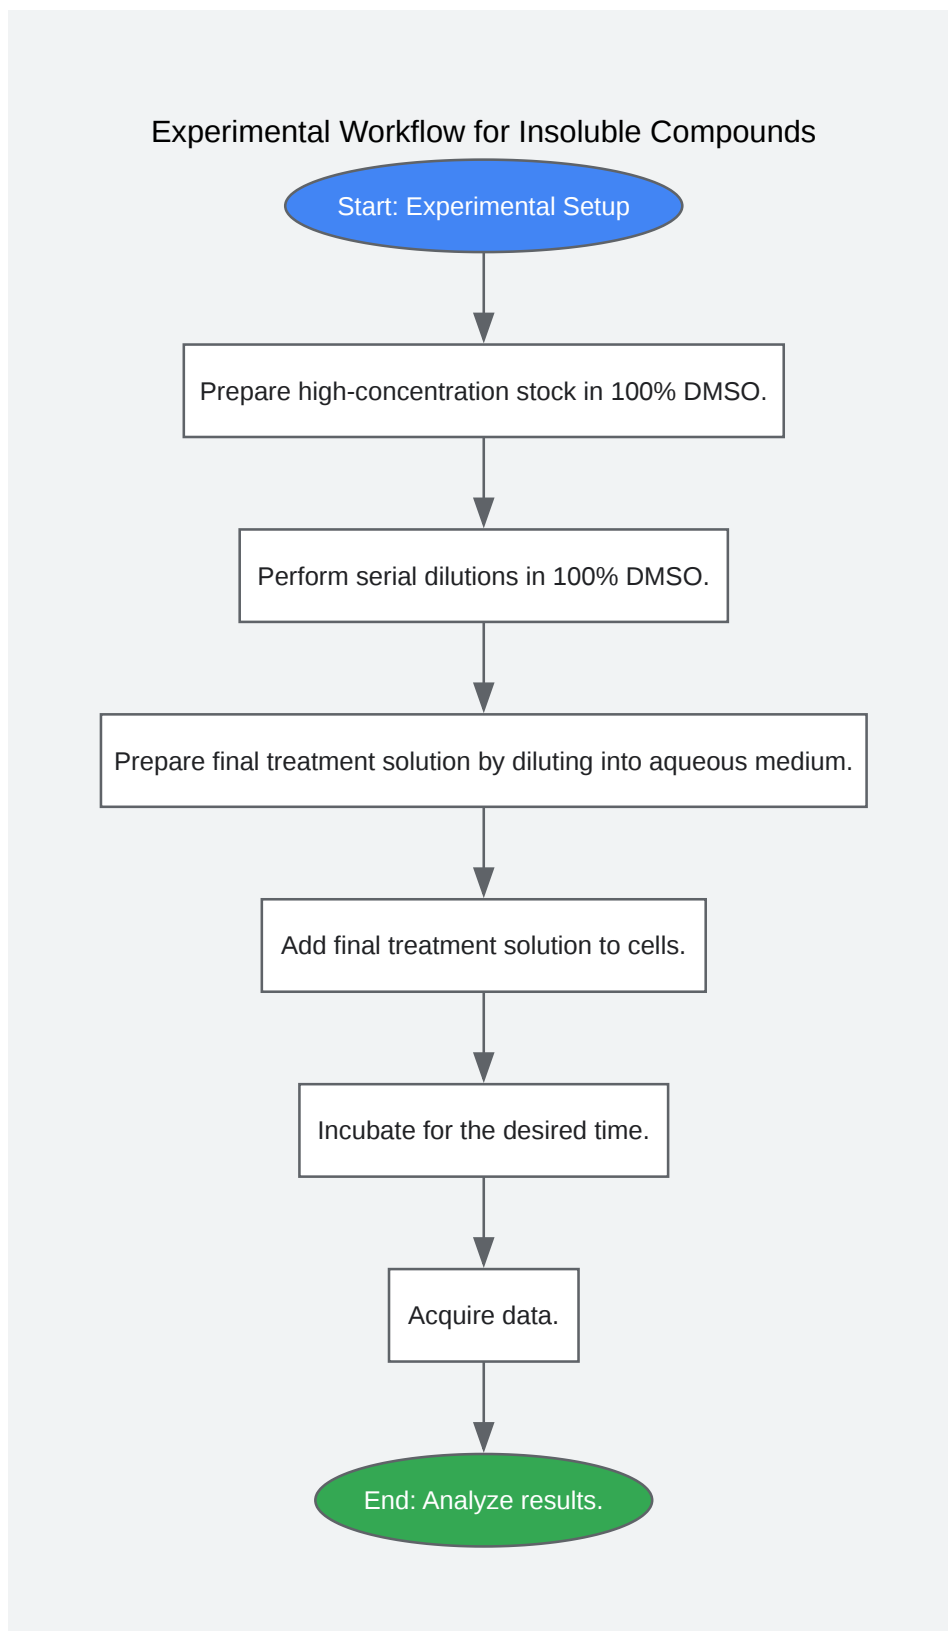 Experimental Workflow for Insoluble Compounds
Start: Experimental Setup
Prepare high-concentration stock in 100% DMSO.
Perform serial dilutions in 100% DMSO.
Prepare final treatment solution by diluting into aqueous medium.
Add final treatment solution to cells.
Incubate for the desired time.
Acquire data.
End: Analyze results.